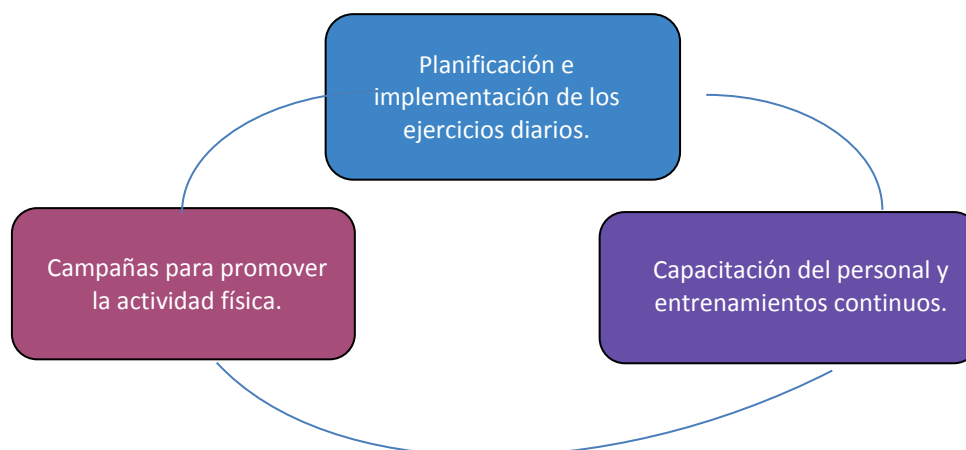 Planificación e
implementación de los
ejercicios diarios.
Campañas para promover
la actividad física.
Capacitación del personal y
entrenamientos continuos.